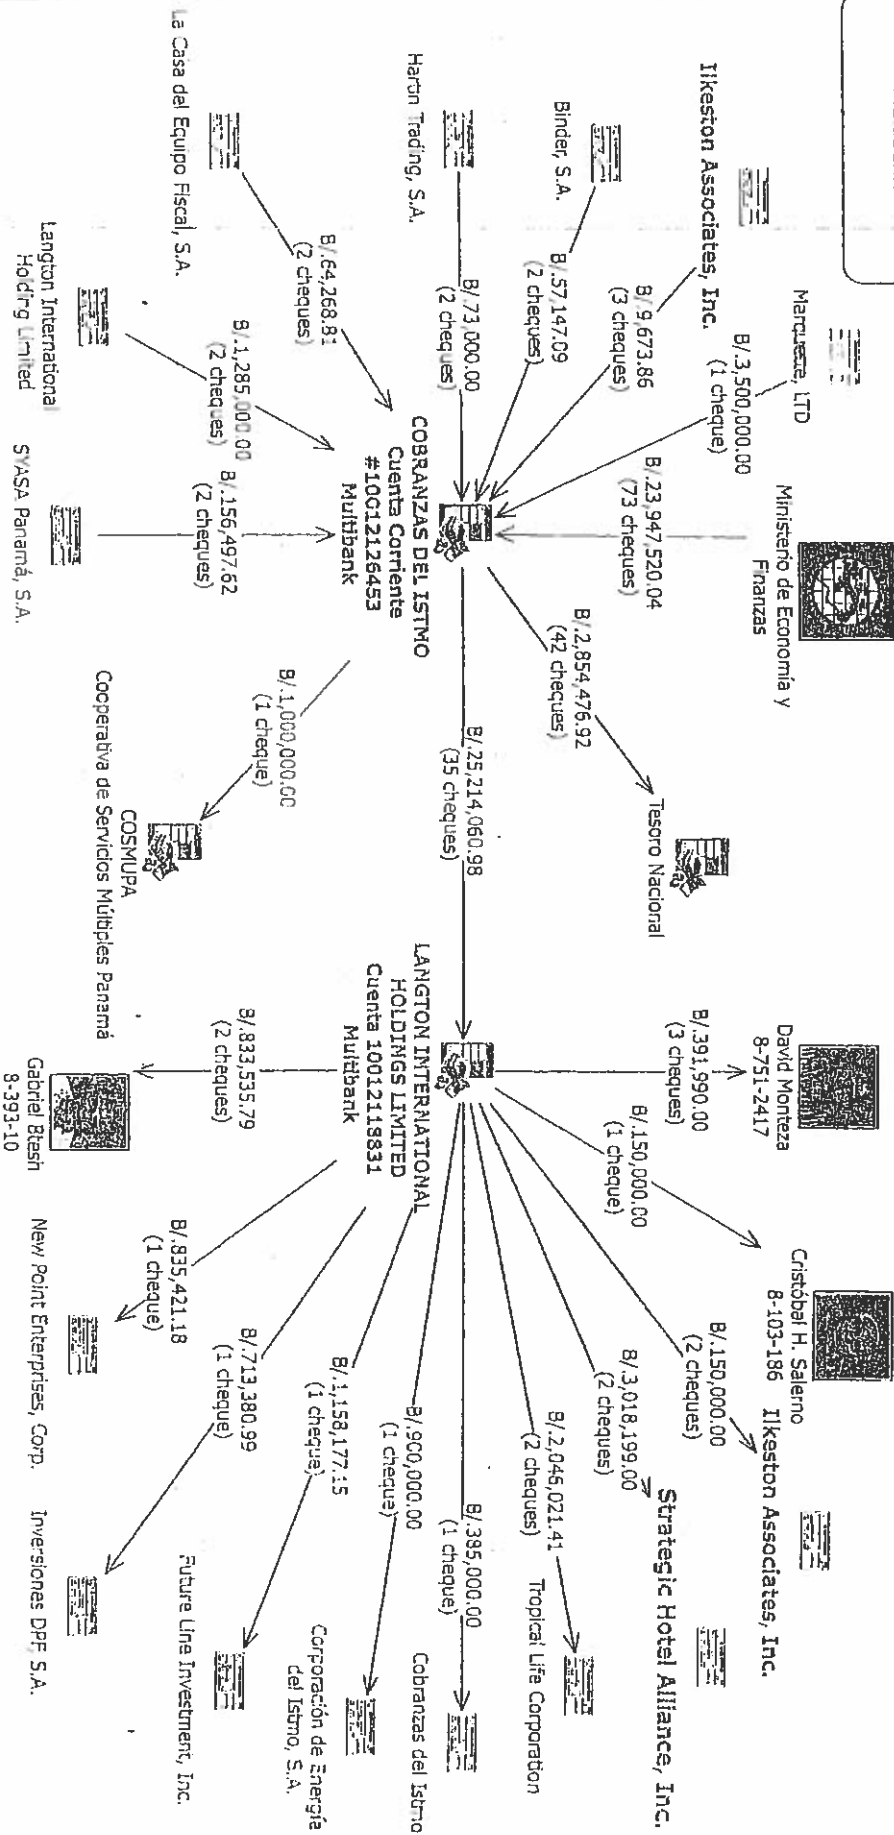 Marquette, LTD
B/.3,500,000.00
(1 cheque)
Ministerio de Economía y
Finanzas
B/.23,947,520.04
(73 cheques)
Ilkeston Associates, Inc.
B/.9,673.86
(3 cheques)
Binder, S.A.
B/.57,147.09
(2 cheques)
Hartin Trading, S.A.
B/.73,000.00
(2 cheques)
La Casa del Equipo Fiscal, S.A.
B/.64,268.81
(2 cheques)
Langton International
Holding Limited
B/.1,285,000.00
(2 cheques)
SYASA Panamá, S.A.
B/.156,497.62
(2 cheques)
COBRANZAS DEL ISTMO
Cuenta Corriente
#10012126453
Multibank
B/.2,854,476.92
(42 cheques)
Tesoro Nacional
B/.25,214,060.98
(35 cheques)
B/.1,000,000.00
(1 cheque)
COSMUPA
Cooperativa de Servicios Múltiples Panamá
LANGTON INTERNATIONAL
HOLDINGS LIMITED
Cuenta 10012118831
Multibank
David Monteza
8-751-2417
B/.391,990.00
(3 cheques)
Cristóbal H. Salerno
8-103-186
B/.150,000.00
(1 cheque)
Ilkeston Associates, Inc.
B/.150,000.00
(2 cheques)
Strategic Hotel Alliance, Inc.
B/.3,018,199.00
(2 cheques)
Tropical Life Corporation
B/.2,046,021.41
(2 cheques)
Cobranzas del Istmo
B/.385,000.00
(1 cheque)
Corporación de Energía
del Istmo, S.A.
B/.900,000.00
(1 cheque)
Future Line Investment, Inc.
B/.1,158,177.15
(1 cheque)
Inversiones DPF S.A.
B/.713,380.99
(1 cheque)
New Point Enterprises, Corp.
B/.835,421.18
(1 cheque)
Gabriel Btesh
8-393-10
B/.833,535.79
(2 cheques)